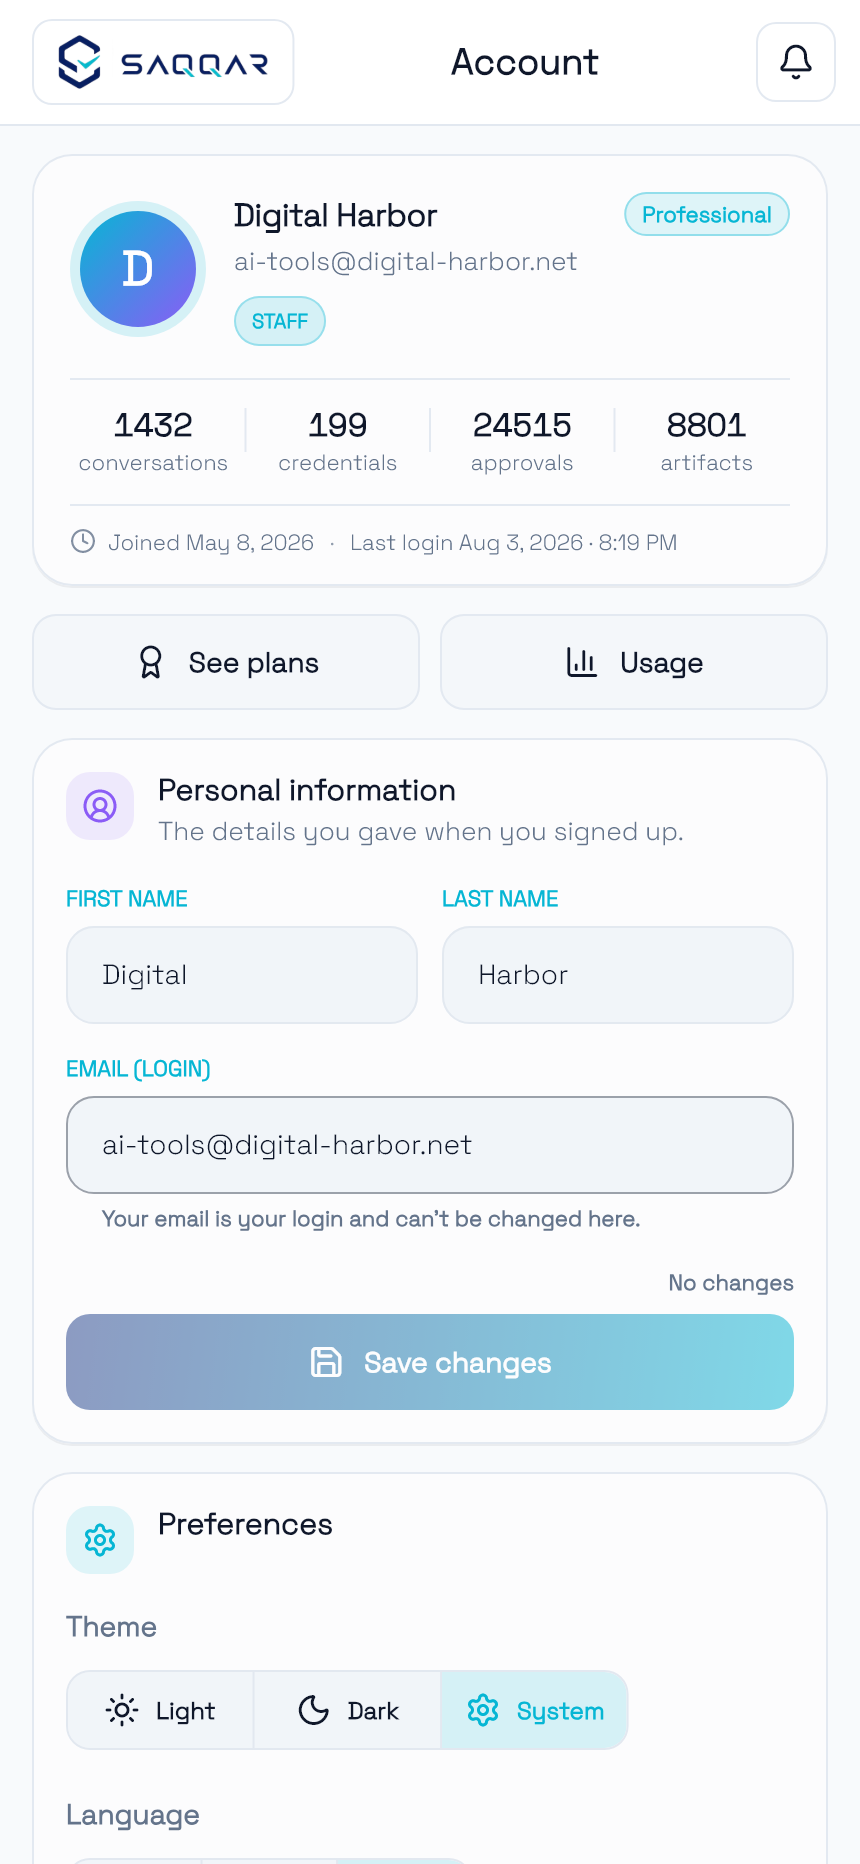 SAQQAR
Account
D
Digital Harbor
Professional
ai-tools@digital-harbor.net
STAFF
1432
199
24515
8801
conversations
credentials
approvals
artifacts
Joined May 8, 2026 · Last login Aug 3, 2026 · 8:19 PM
See plans
Usage
Personal information
The details you gave when you signed up.
FIRST NAME
LAST NAME
Digital
Harbor
EMAIL (LOGIN)
ai-tools@digital-harbor.net
Your email is your login and can't be changed here.
No changes
Save changes
Preferences
Theme
Light
Dark
System
Language